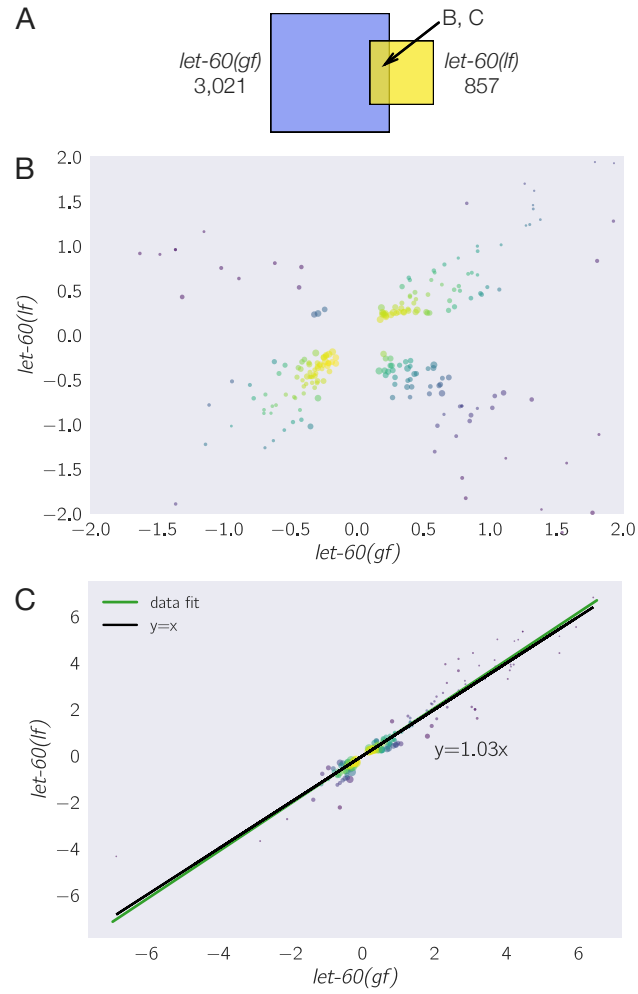 A
B, C
let-60(gf)
3,021
let-60(lf)
857
B
2.0
1.5
1.0
0.5
0.0
−0.5
−1.0
−1.5
−2.0
let-60(lf)
−2.0 −1.5 −1.0 −0.5 0.0 0.5 1.0 1.5 2.0
let-60(gf)
C
data fit
y=x
6
4
2
0
−2
−4
−6
let-60(lf)
y=1.03x
−6 −4 −2 0 2 4 6
let-60(gf)